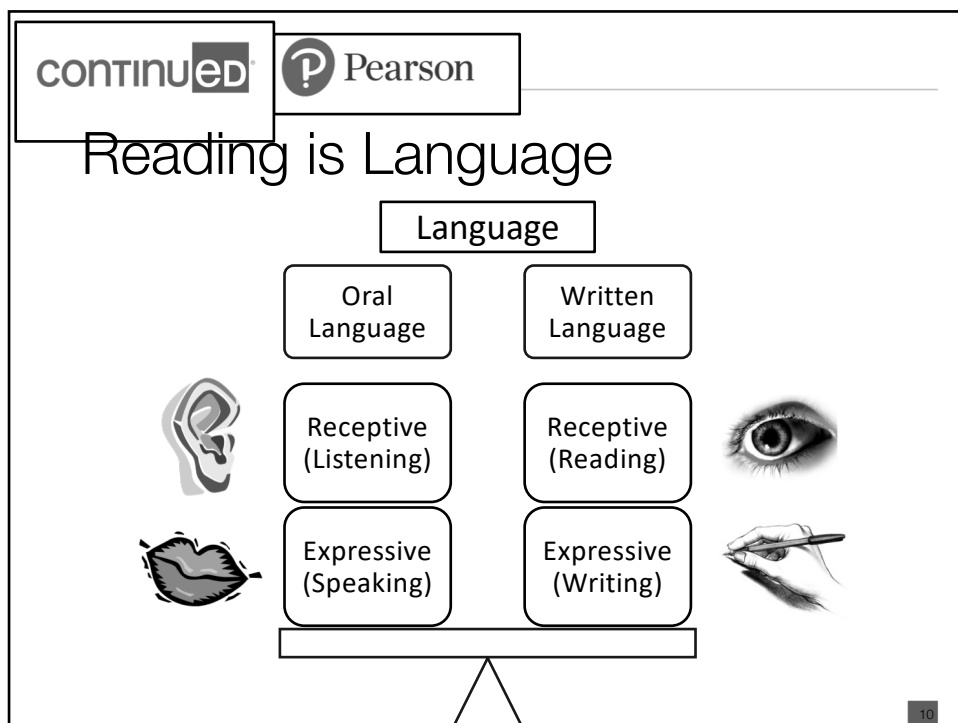 continued
Pearson
Reading is Language
Language
Oral
Language
Written
Language
Receptive
(Listening)
Receptive
(Reading)
Expressive
(Speaking)
Expressive
(Writing)
10